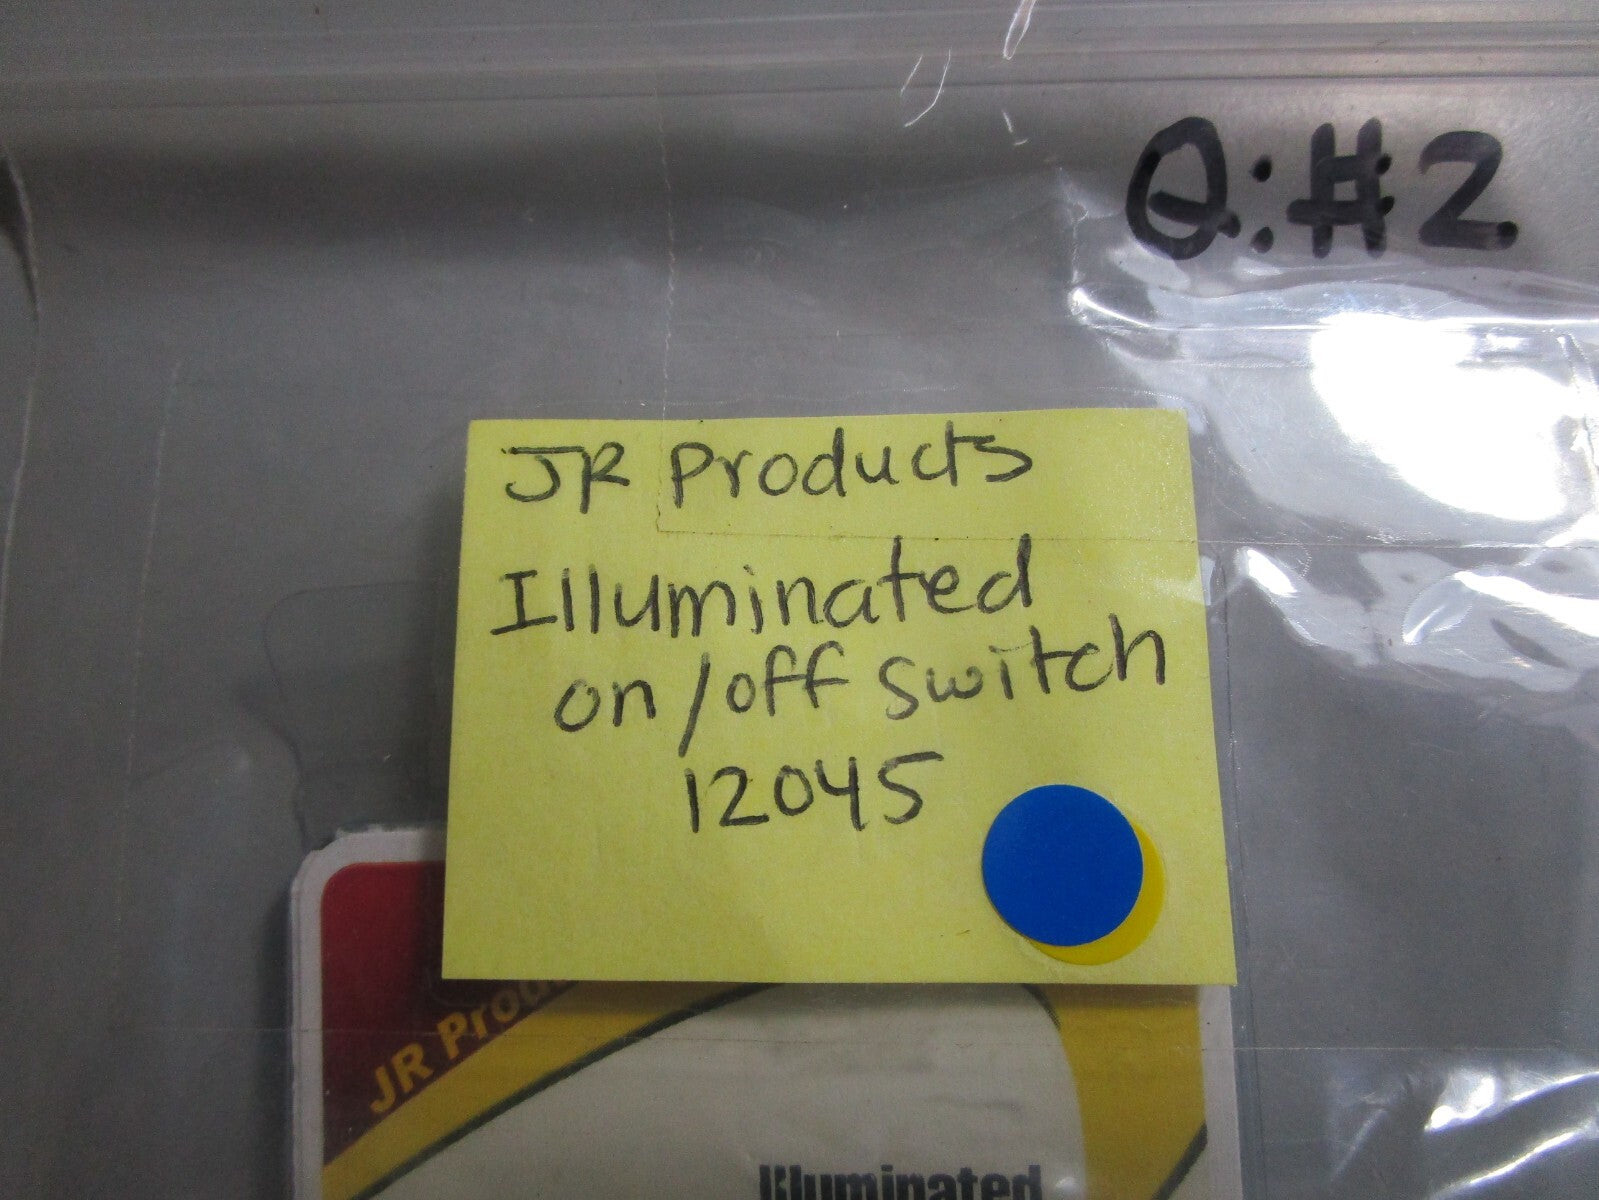 Q:#2
JR Products
Illuminated
on/off switch
12045
JR Produ
Illuminated